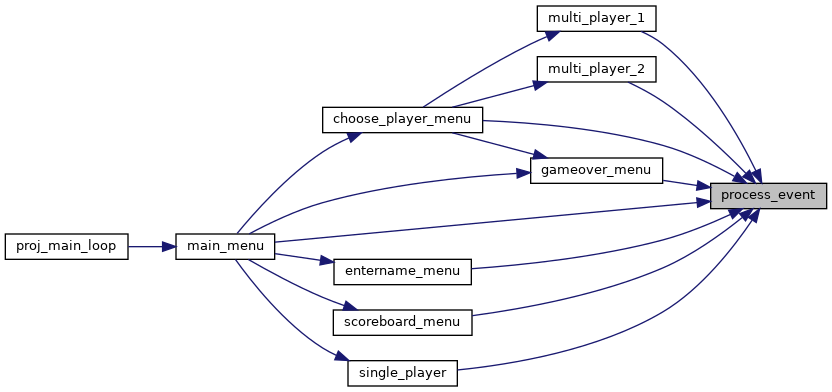 multi_player_1
multi_player_2
choose_player_menu
gameover_menu
process_event
proj_main_loop
main_menu
entername_menu
scoreboard_menu
single_player